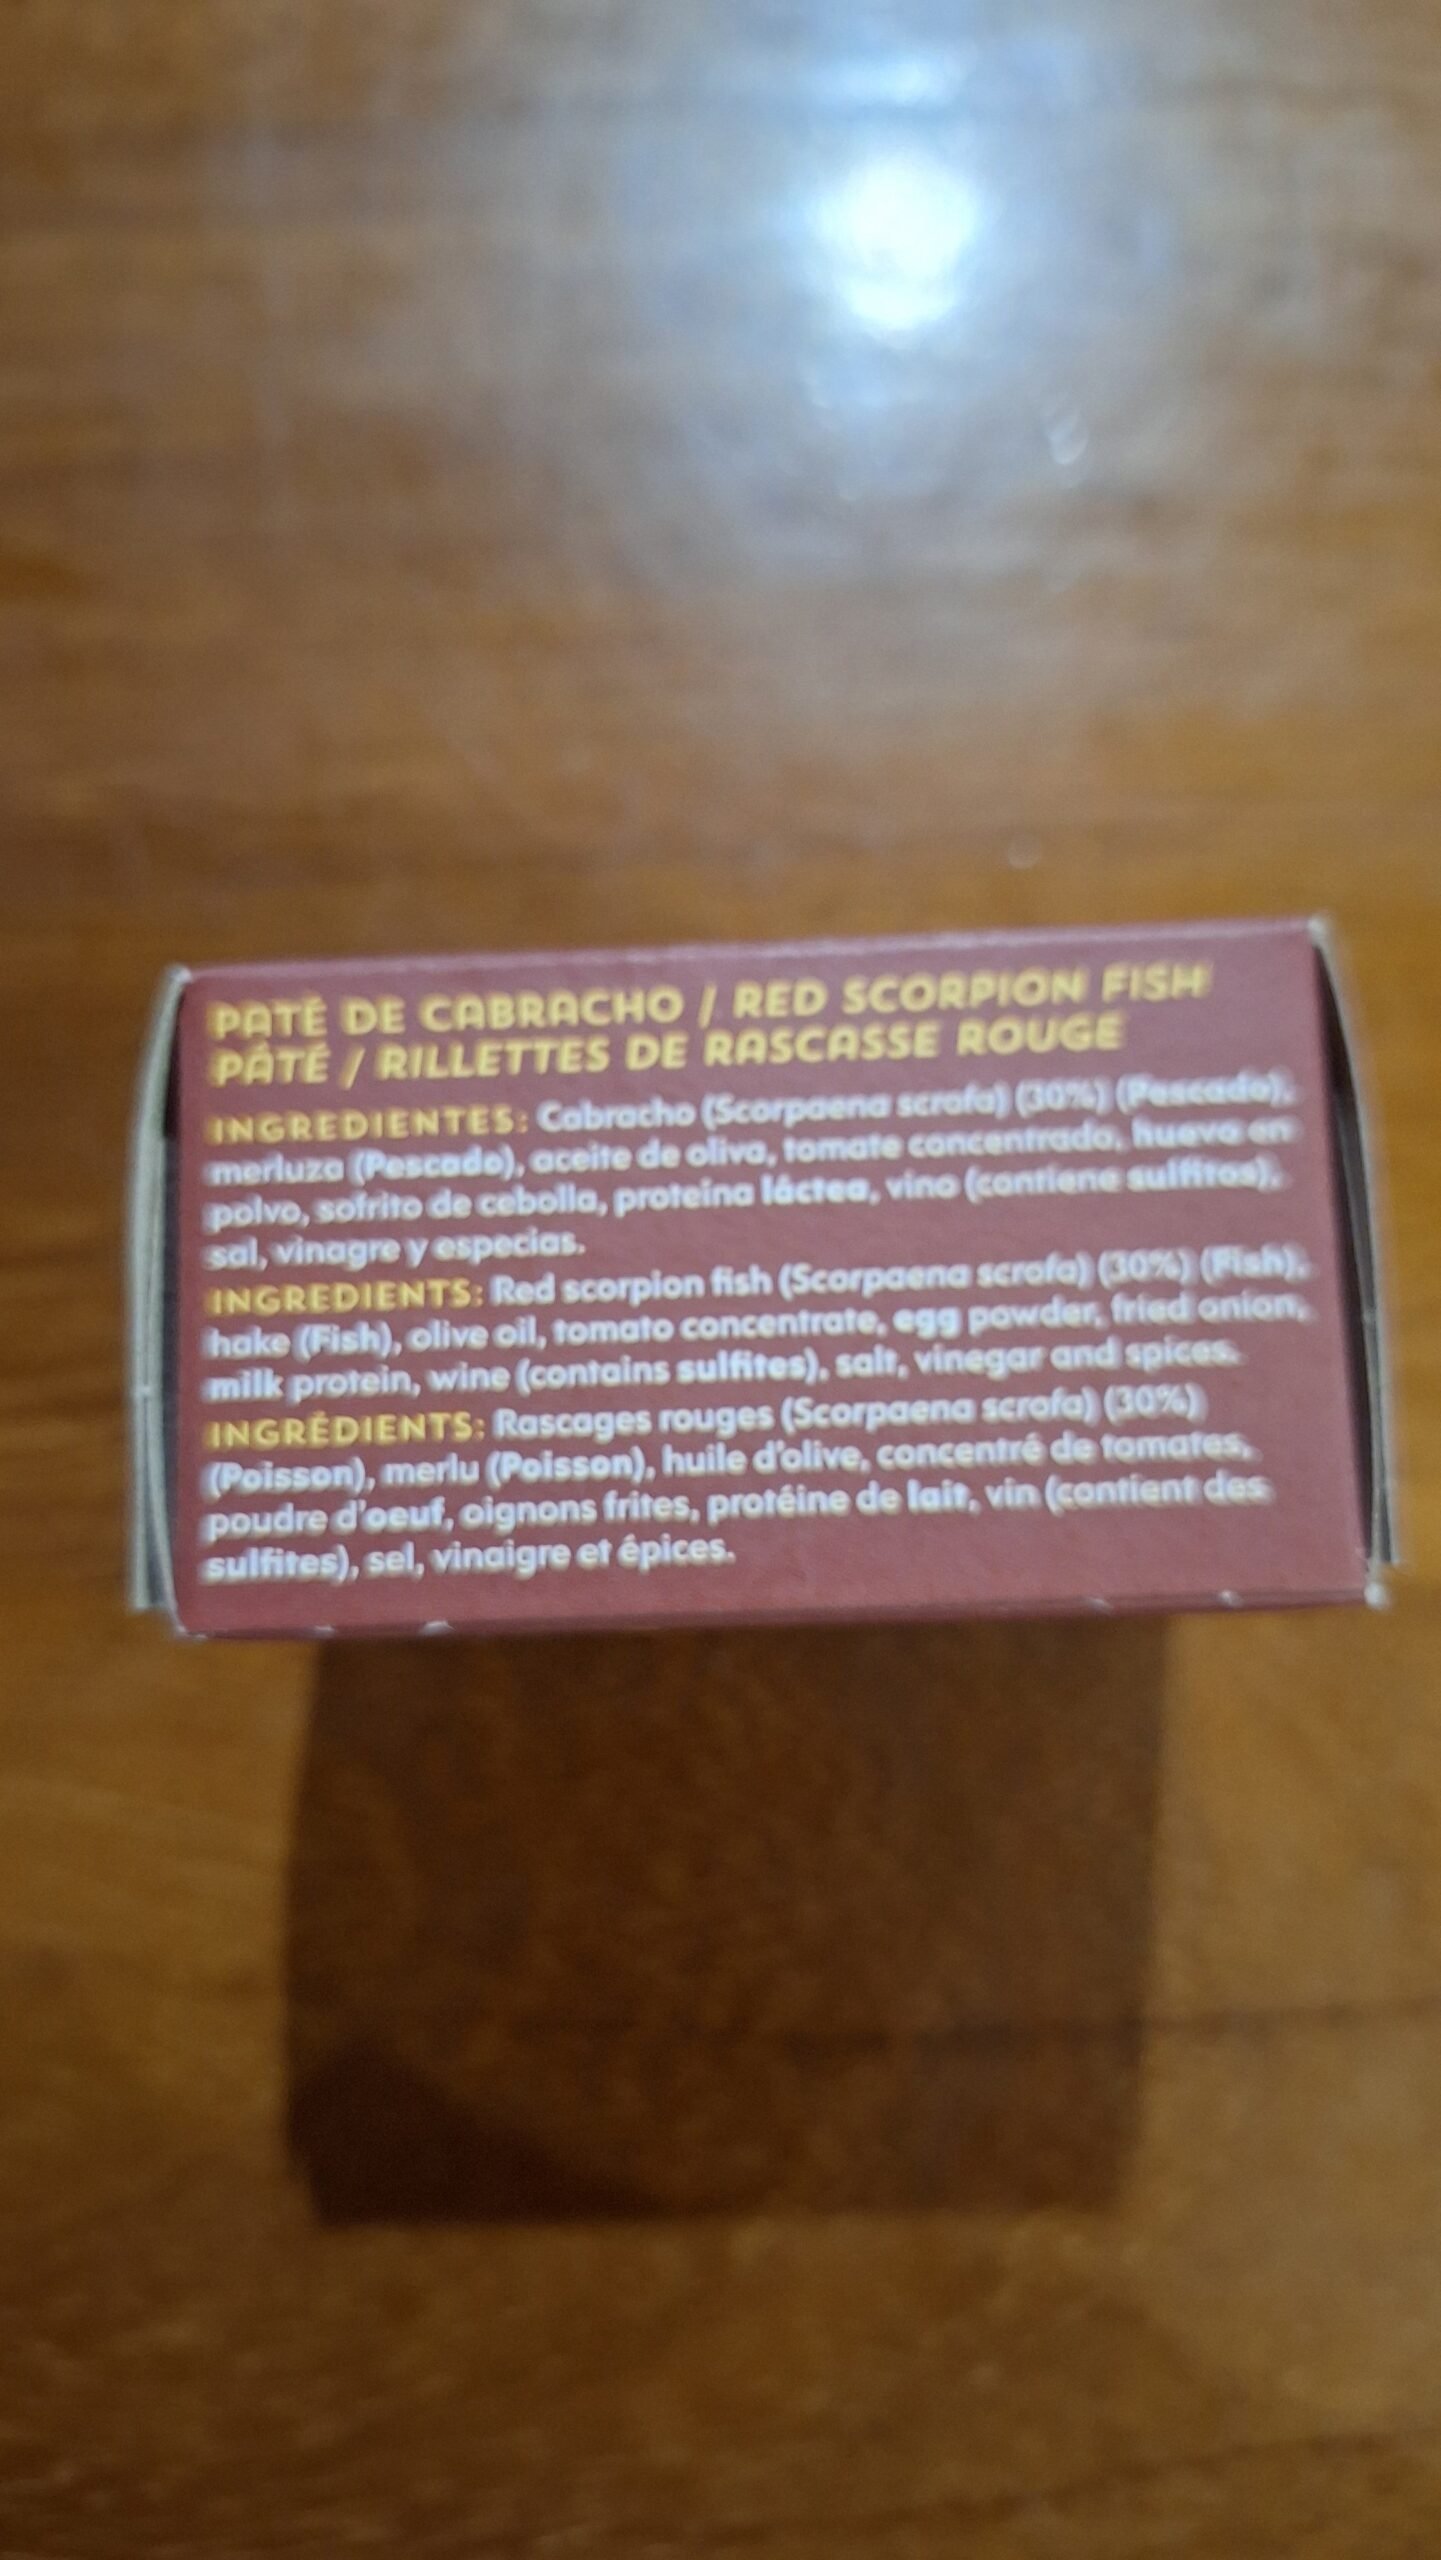 PATÉ DE CABRACHO / RED SCORPION FISH
PÂTÉ / RILLETTES DE RASCASSE ROUGE
INGREDIENTES: Cabracho (Scorpaena scrofa) (30%) (Pescado),
merluza (Pescado), aceite de oliva, tomate concentrado, huevo en
polvo, sofrito de cebolla, proteína láctea, vino (contiene sulfitos),
sal, vinagre y especias.
INGREDIENTS: Red scorpion fish (Scorpaena scrofa) (30%) (Fish),
hake (Fish), olive oil, tomato concentrate, egg powder, fried onion,
milk protein, wine (contains sulfites), salt, vinegar and spices.
INGRÉDIENTS: Rascages rouges (Scorpaena scrofa) (30%)
(Poisson), merlu (Poisson), huile d'olive, concentré de tomates,
poudre d'oeuf, oignons frites, protéine de lait, vin (contient des
sulfites), sel, vinaigre et épices.